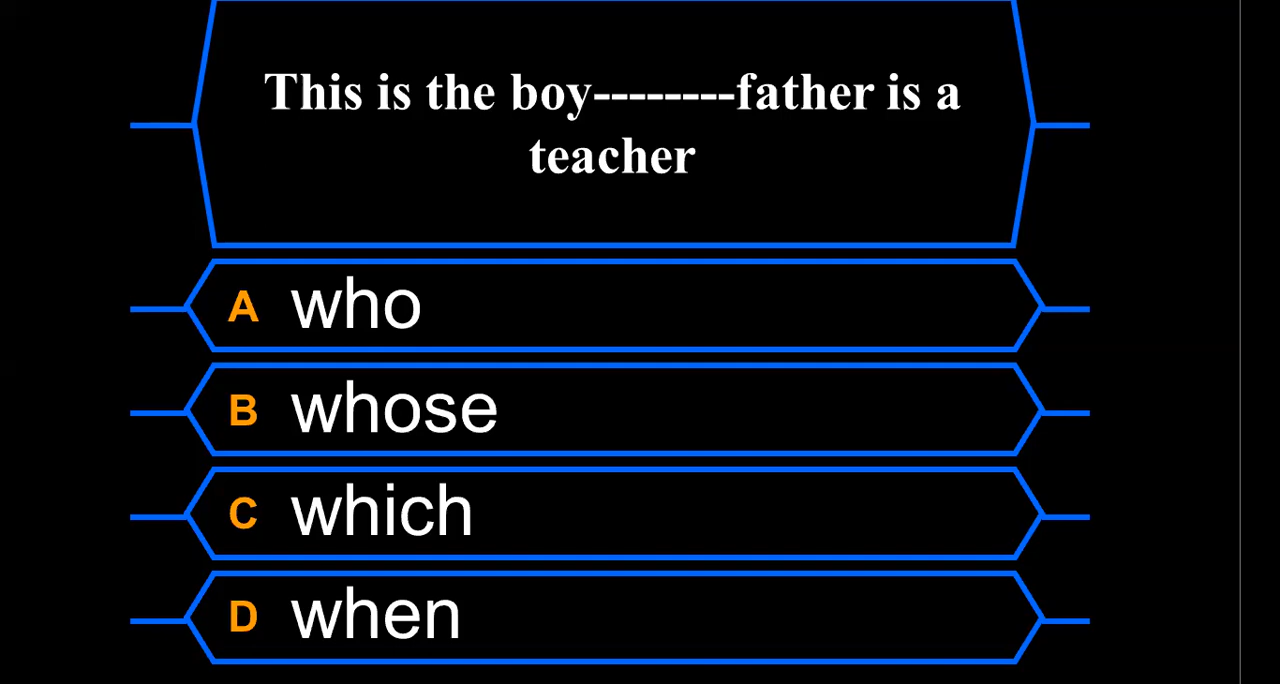 This is the boy--------father is a
teacher
A who
B whose
C which
D when